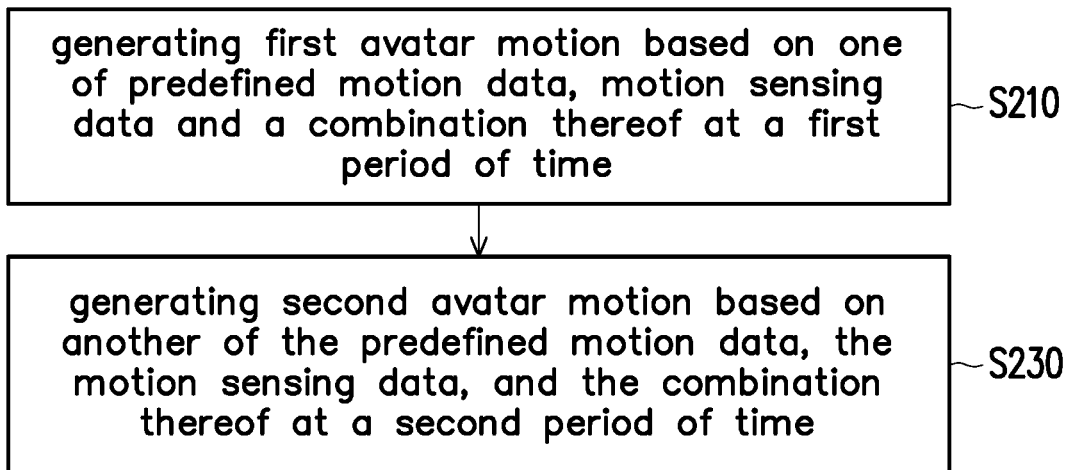 generating first avatar motion based on one
of predefined motion data, motion sensing
data and a combination thereof at a first
period of time
S210
generating second avatar motion based on
another of the predefined motion data, the
motion sensing data, and the combination
thereof at a second period of time
S230